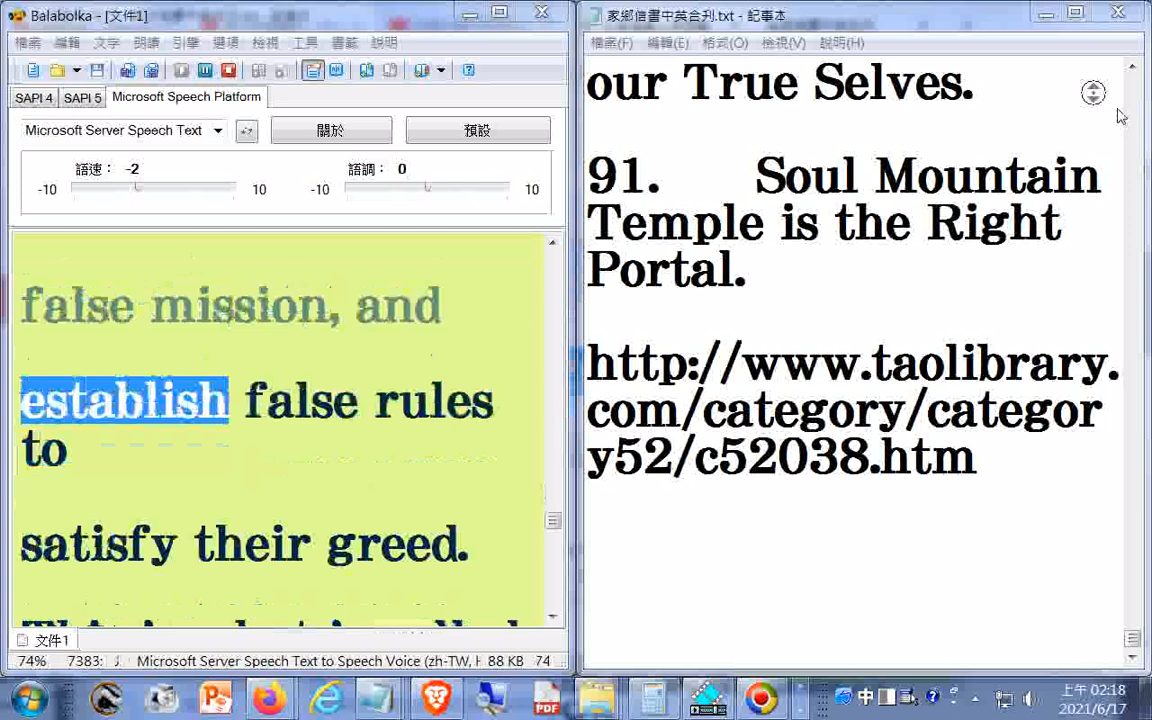 Balabolka - [文件1]
檔案 編輯 文字 朗讀 引擎 選項 檢視 工具 書籤 說明
SAPI 4 SAPI 5 Microsoft Speech Platform
Microsoft Server Speech Text
關於
預設
語速： -2
語調： 0
-10 10
-10 10
false mission, and
establish false rules
to
satisfy their greed.
文件1
74% 7383: Microsoft Server Speech Text to Speech Voice (zh-TW, H 88 KB 74
家鄉信書中英合刋.txt - 記事本
檔案(F) 編輯(E) 格式(O) 檢視(V) 說明(H)
our True Selves.
91. Soul Mountain
Temple is the Right
Portal.
http://www.taolibrary.
com/category/categor
y52/c52038.htm
PDF
中
上午 02:18
2021/6/17